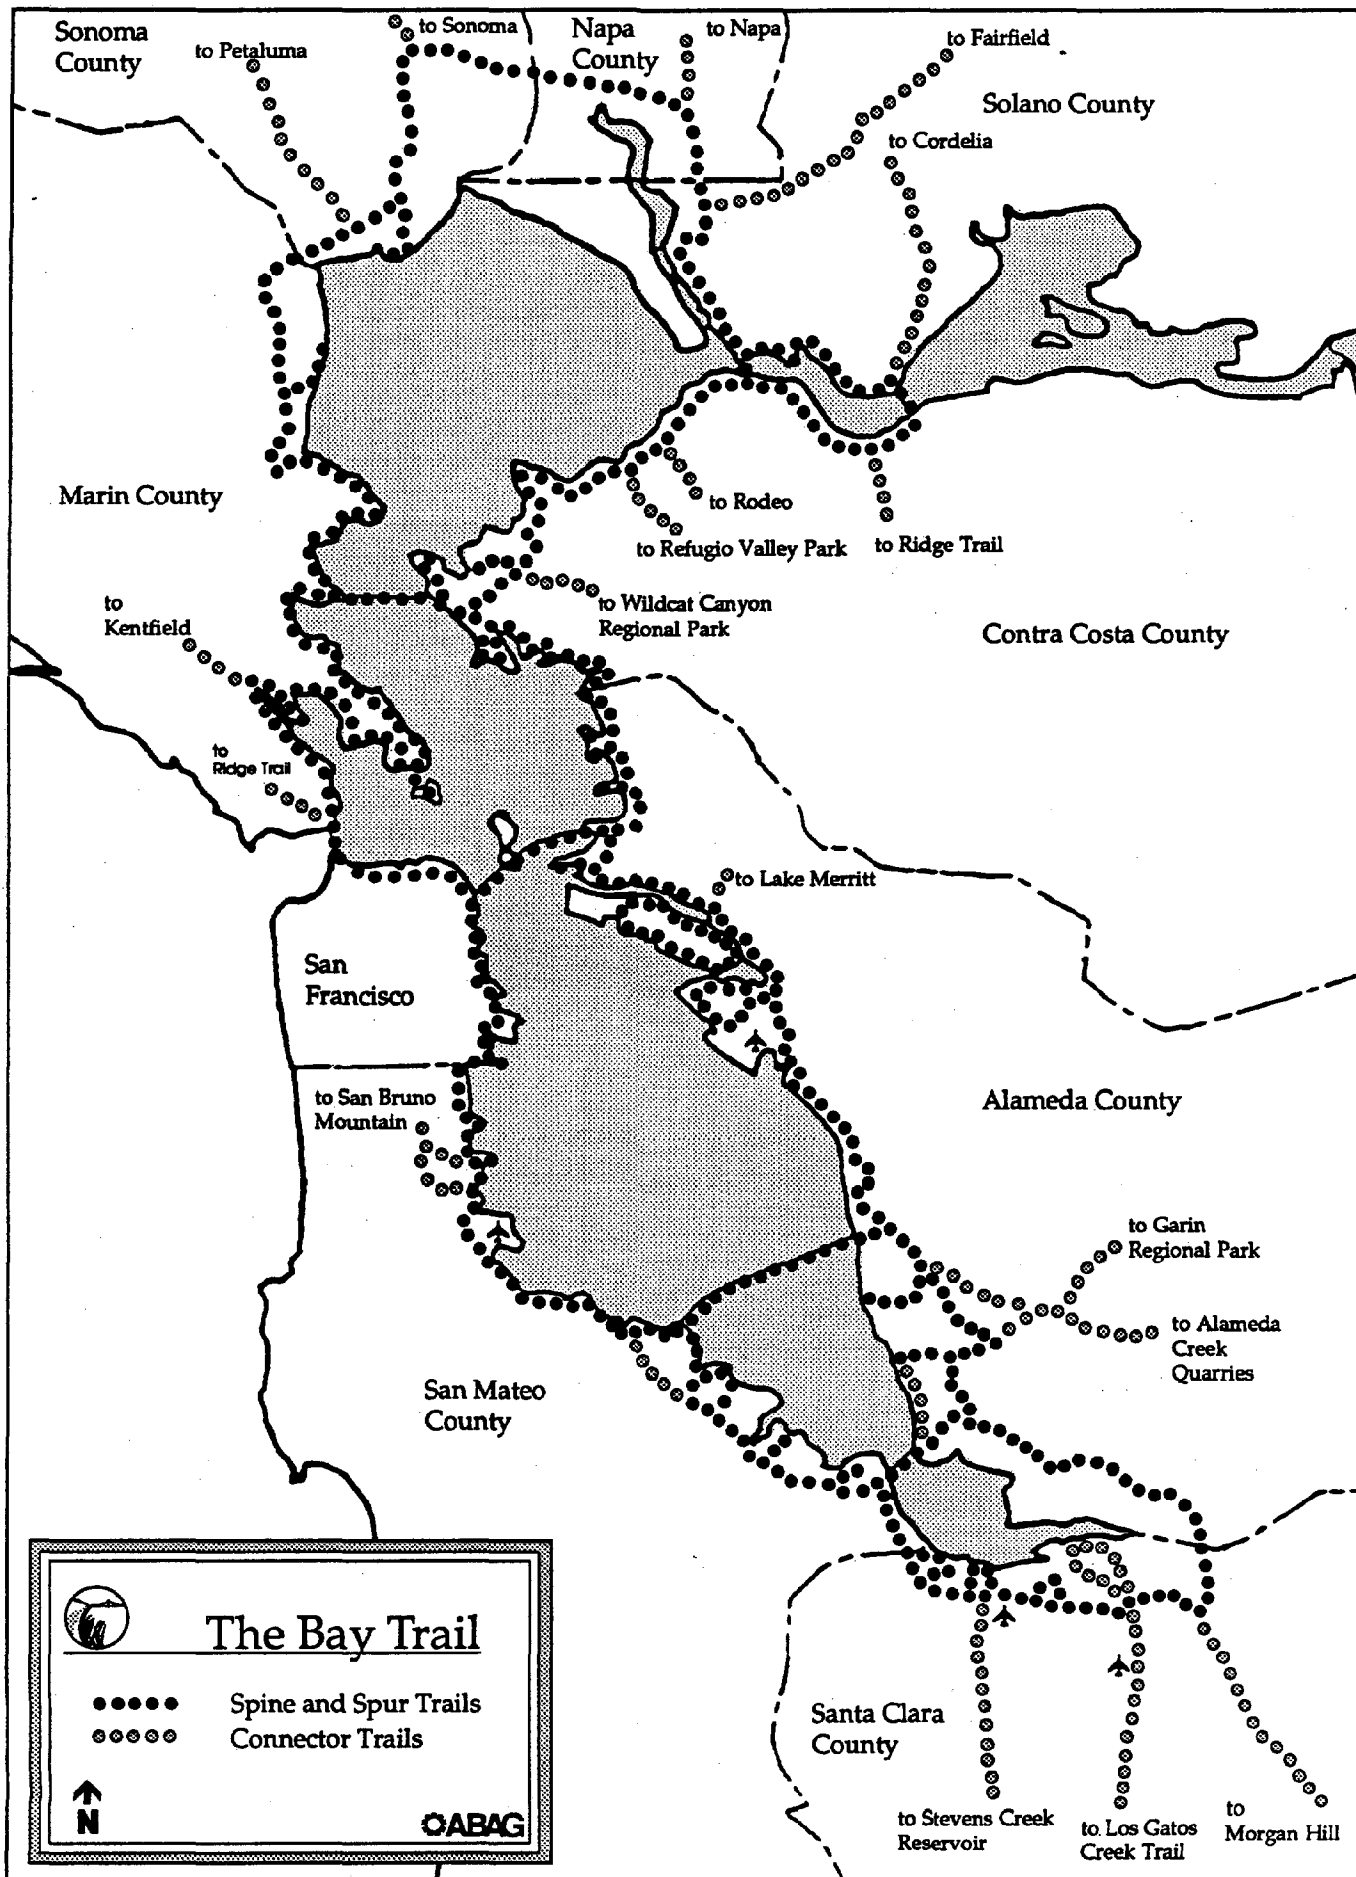 Sonoma
County
to Petaluma
to Sonoma
Napa
County
to Napa
to Fairfield
Solano County
to Cordelia
Marin County
to Rodeo
to Refugio Valley Park
to Ridge Trail
to
Kentfield
to Wildcat Canyon
Regional Park
Contra Costa County
to
Ridge Trail
to Lake Merritt
San
Francisco
to San Bruno
Mountain
Alameda County
to Garin
Regional Park
to Alameda
Creek
Quarries
San Mateo
County
The Bay Trail
Spine and Spur Trails
Connector Trails
N
ABAG
Santa Clara
County
to Stevens Creek
Reservoir
to Los Gatos
Creek Trail
to
Morgan Hill